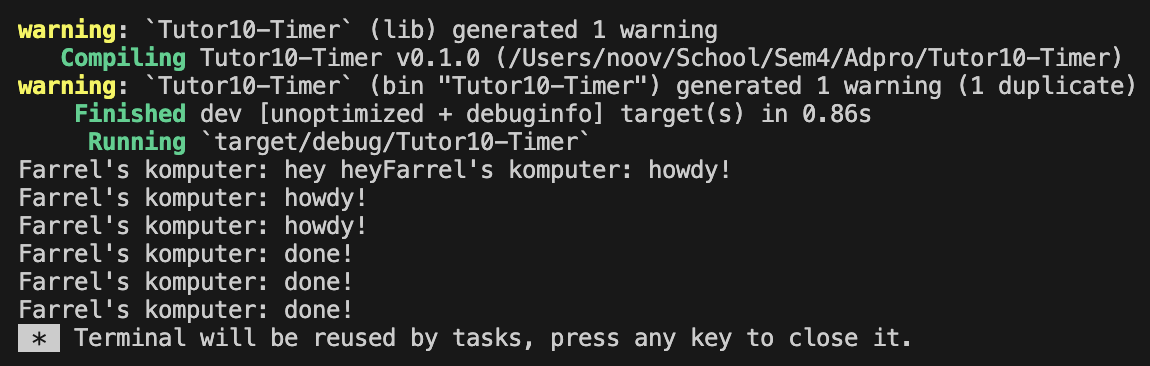 warning: `Tutor10-Timer` (lib) generated 1 warning
Compiling Tutor10-Timer v0.1.0 (/Users/noov/School/Sem4/Adpro/Tutor10-Timer)
warning: `Tutor10-Timer` (bin "Tutor10-Timer") generated 1 warning (1 duplicate)
Finished dev [unoptimized + debuginfo] target(s) in 0.86s
Running `target/debug/Tutor10-Timer`
Farrel's komputer: hey heyFarrel's komputer: howdy!
Farrel's komputer: howdy!
Farrel's komputer: howdy!
Farrel's komputer: done!
Farrel's komputer: done!
Farrel's komputer: done!
* Terminal will be reused by tasks, press any key to close it.